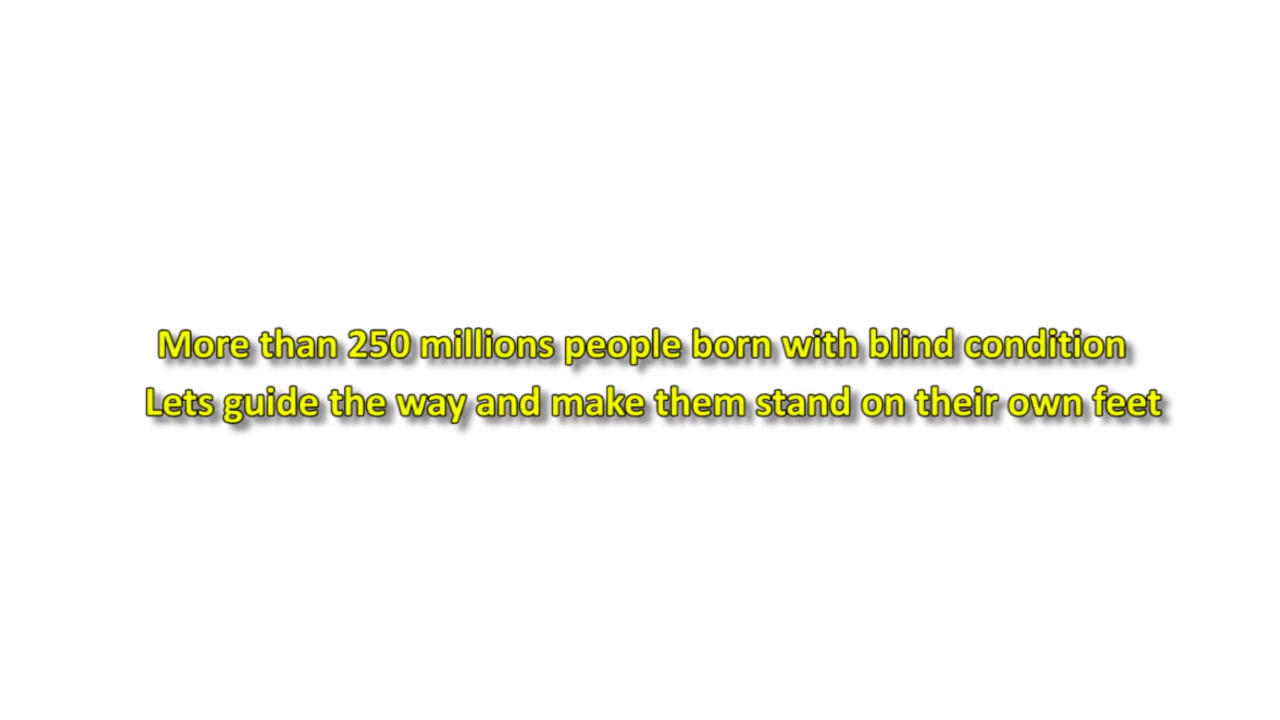 More than 250 millions people born with blind condition
Lets guide the way and make them stand on their own feet